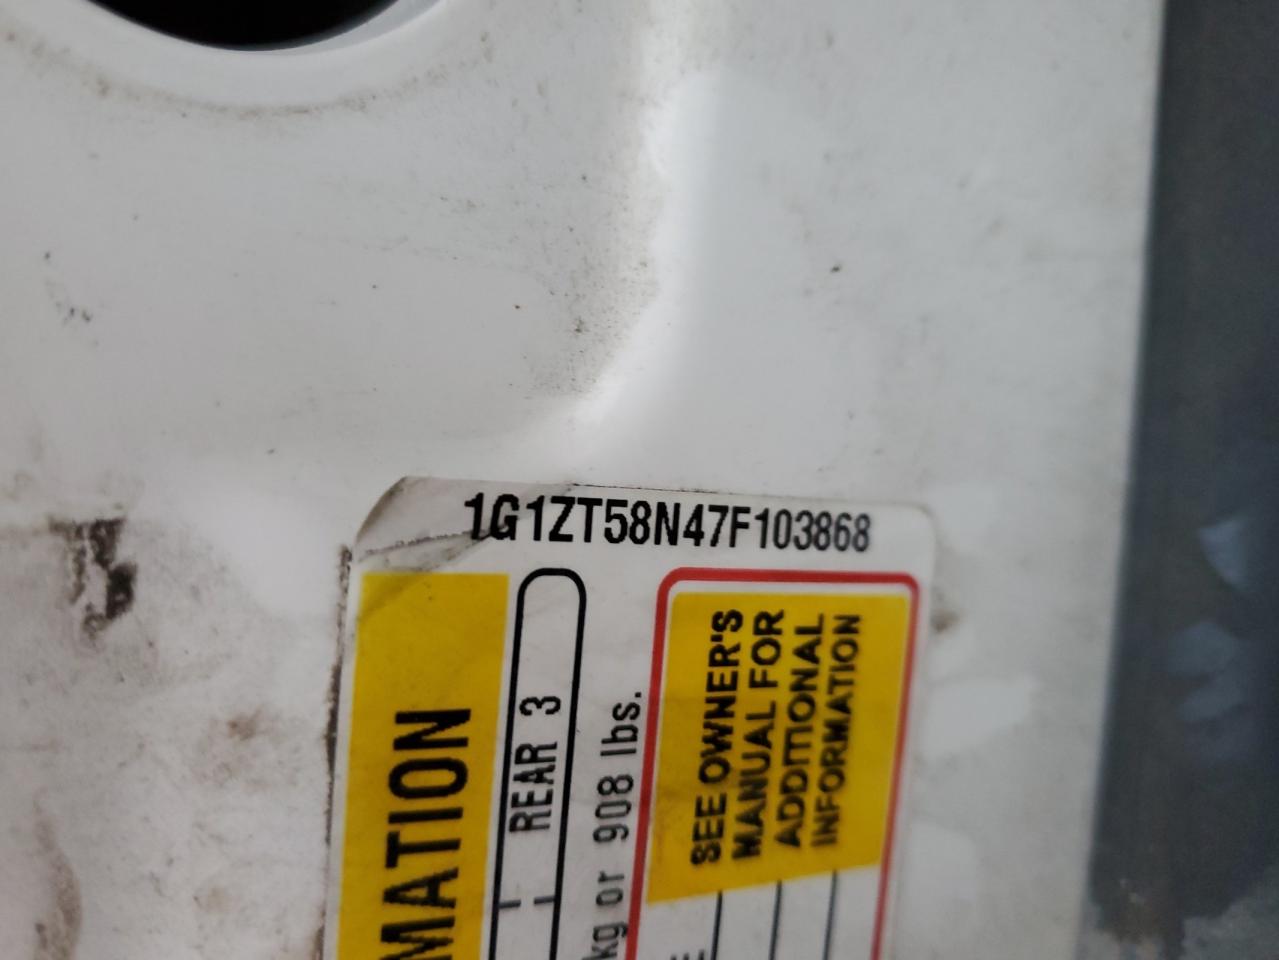 1G1ZT58N47F103868
MATION
REAR 3
kg or 908 lbs.
SEE OWNER'S
MANUAL FOR
ADDITIONAL
INFORMATION